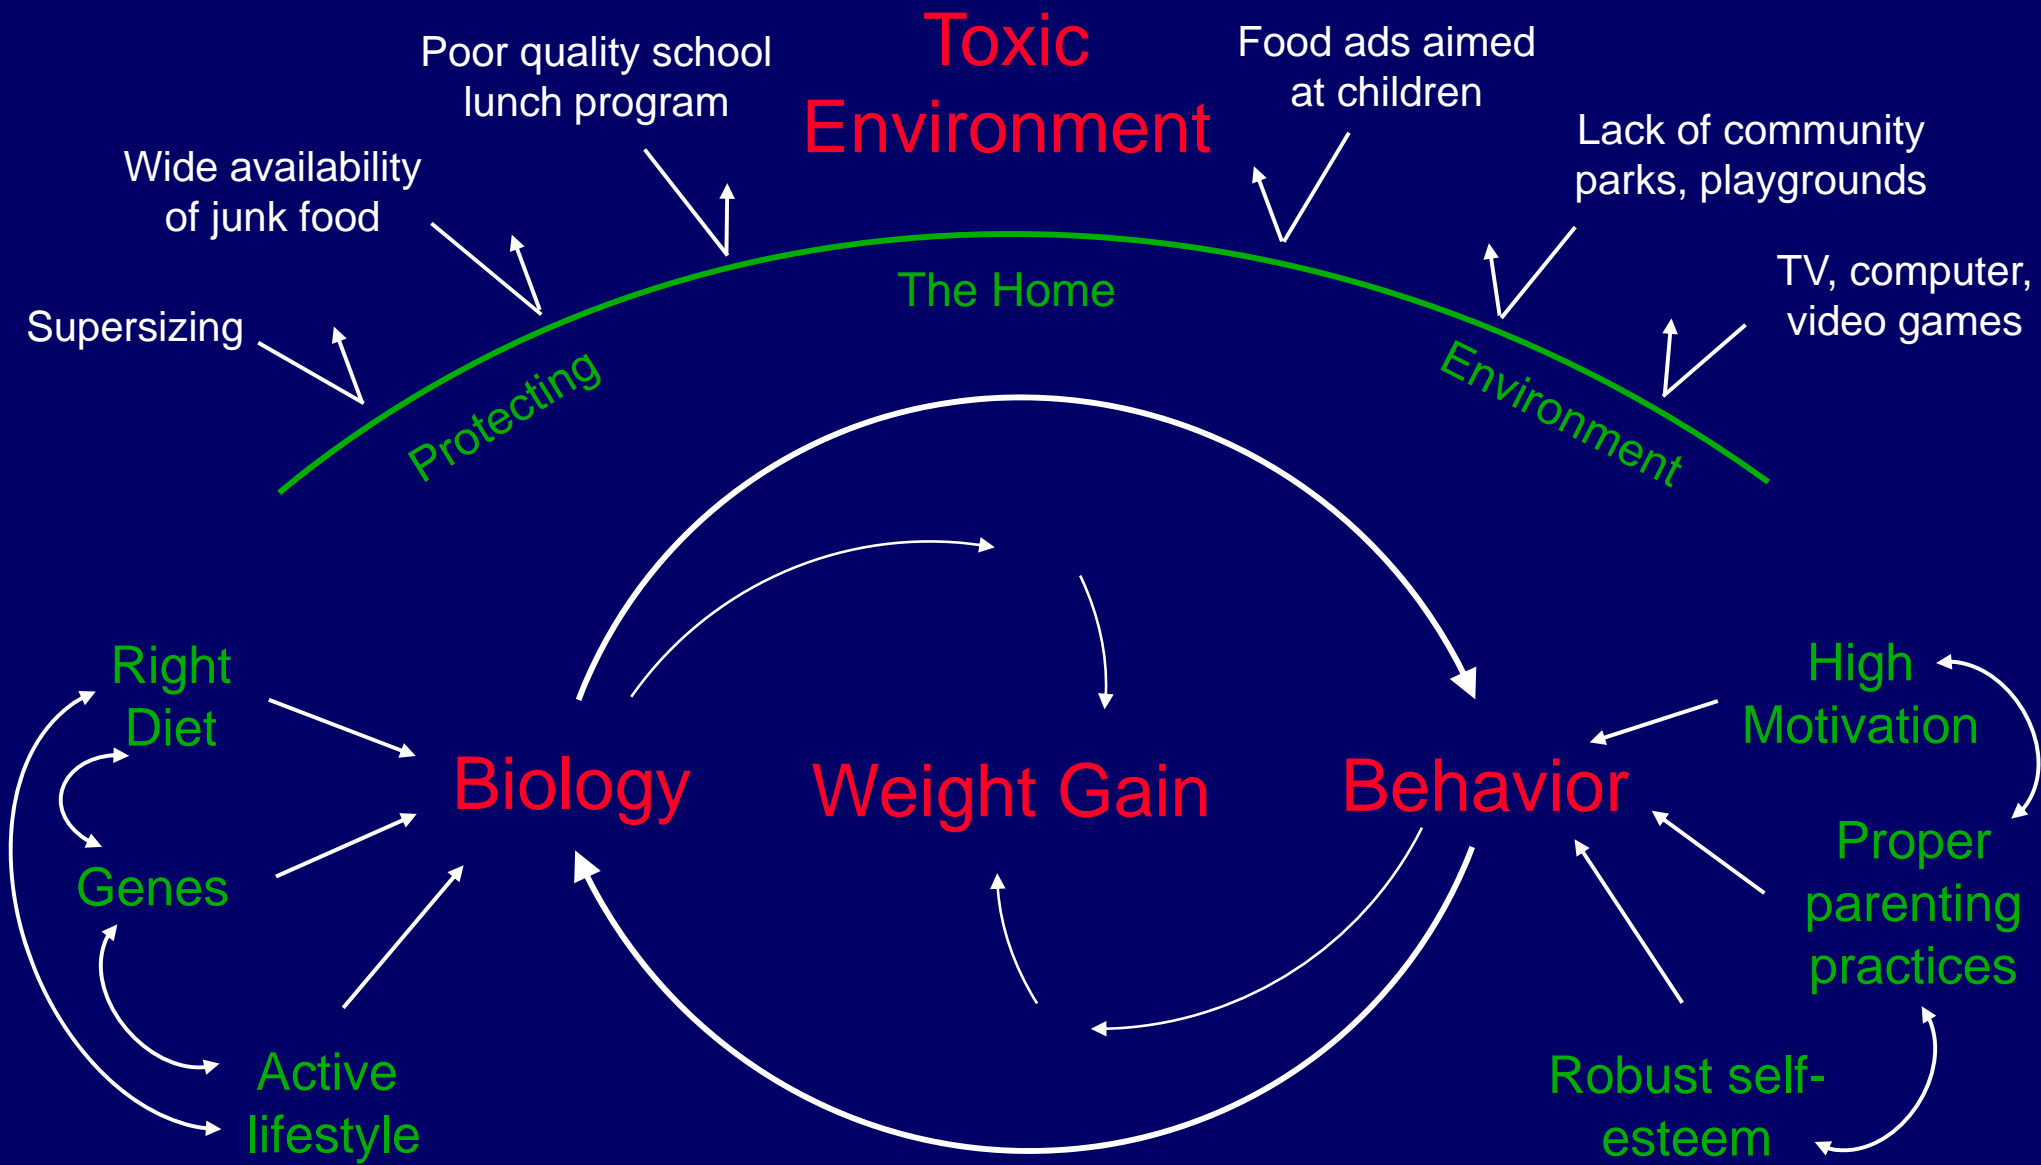 Toxic
Environment
Poor quality school
lunch program
Food ads aimed
at children
Wide availability
of junk food
Lack of community
parks, playgrounds
Supersizing
TV, computer,
video games
Protecting
The Home
Environment
Right
Diet
Genes
Active
lifestyle
Biology
Weight Gain
Behavior
High
Motivation
Proper
parenting
practices
Robust self-
esteem